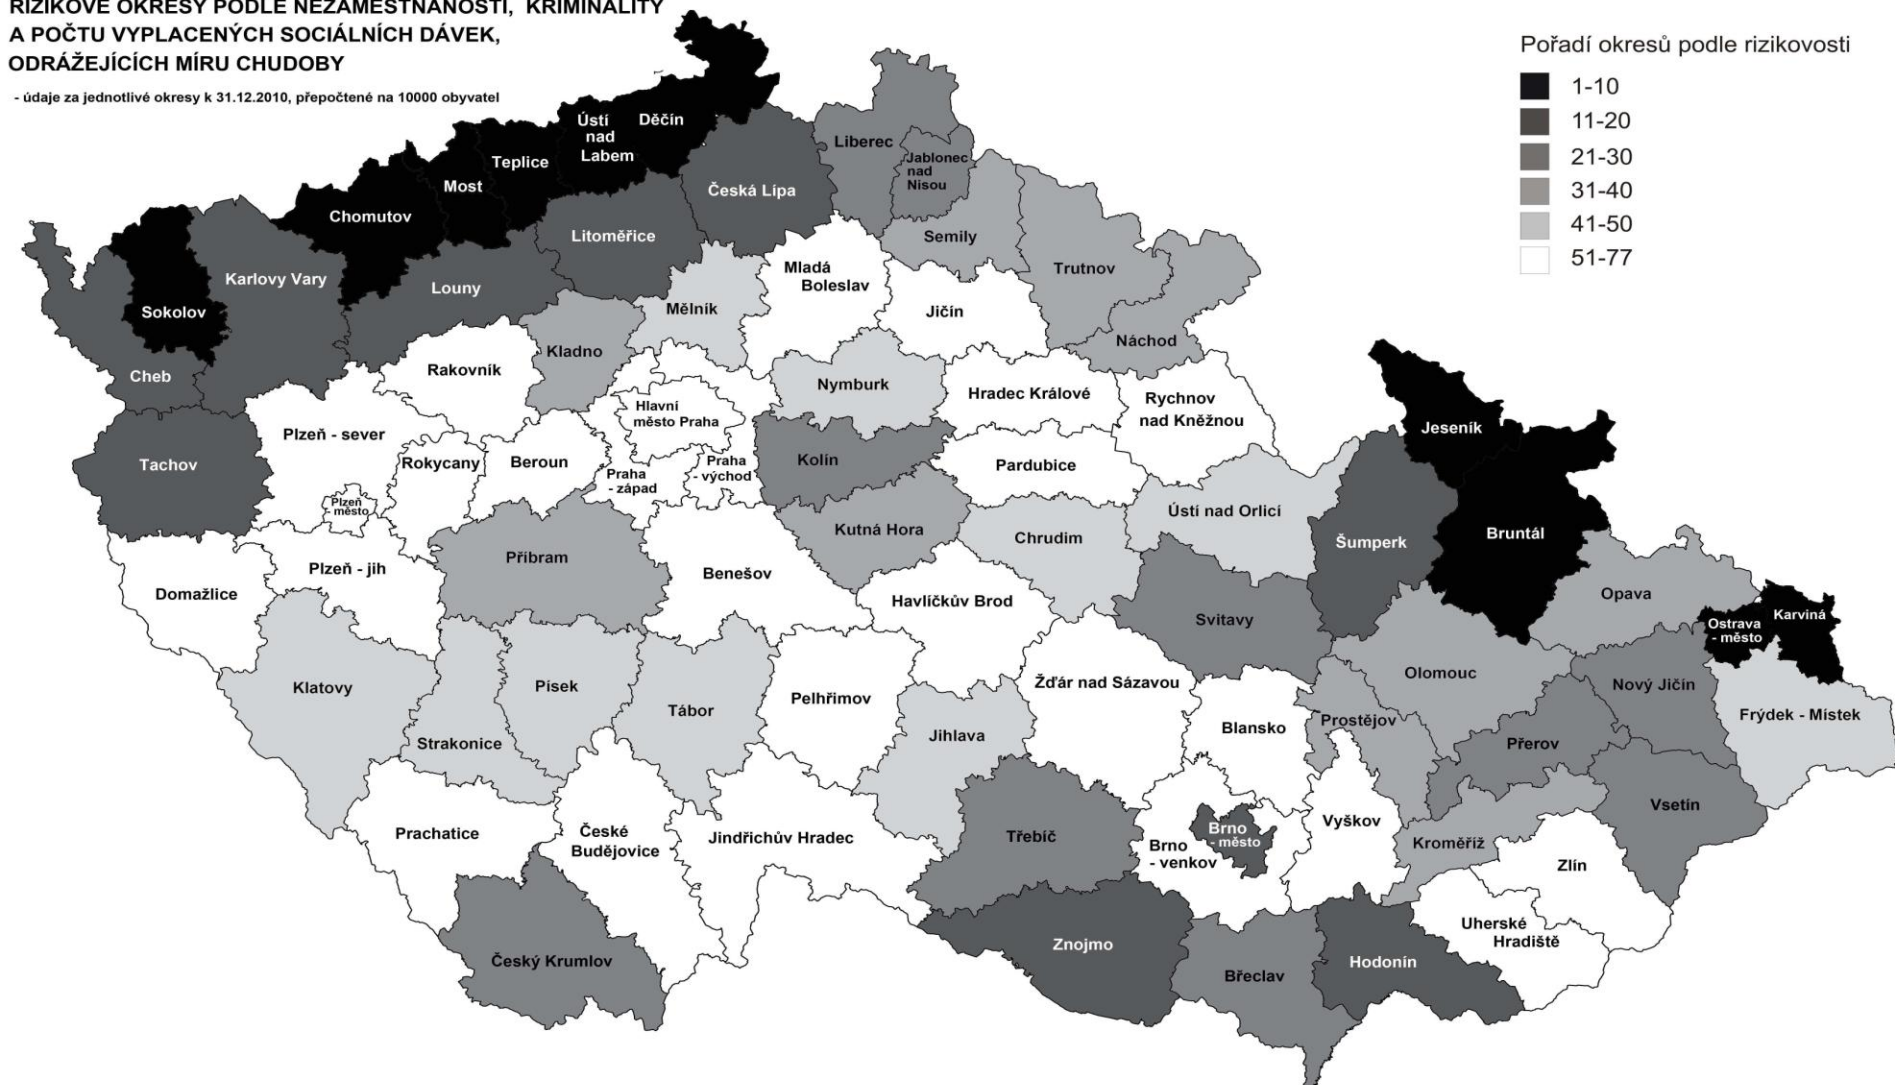 RIZIKOVÉ OKRESY PODLE NEZAMĚSTNANOSTI, KRIMINALITY
A POČTU VYPLACENÝCH SOCIÁLNÍCH DÁVEK,
ODRÁŽEJÍCÍCH MÍRU CHUDOBY
- údaje za jednotlivé okresy k 31.12.2010, přepočtené na 10000 obyvatel
Pořadí okresů podle rizikovosti
1-10
11-20
21-30
31-40
41-50
51-77
Ústí
nad
Labem
Děčín
Teplice
Most
Chomutov
Sokolov
Karlovy Vary
Cheb
Louny
Litoměřice
Česká Lípa
Liberec
Jablonec
nad
Nisou
Semily
Trutnov
Náchod
Mladá
Boleslav
Jičín
Mělník
Kladno
Rakovník
Nymburk
Hradec Králové
Rychnov
nad Kněžnou
Hlavní
město Praha
Plzeň - sever
Tachov
Rokycany
Beroun
Praha
- západ
Praha
- východ
Kolín
Pardubice
Jeseník
Plzeň
- město
Ústí nad Orlicí
Kutná Hora
Chrudim
Šumperk
Bruntál
Příbram
Plzeň - jih
Benešov
Domažlice
Havlíčkův Brod
Svitavy
Opava
Ostrava
- město
Karviná
Klatovy
Písek
Tábor
Pelhřimov
Žďár nad Sázavou
Olomouc
Nový Jičín
Frýdek - Místek
Strakonice
Jihlava
Blansko
Prostějov
Přerov
Vsetín
Prachatice
České
Budějovice
Jindřichův Hradec
Třebíč
Brno
- venkov
Brno
- město
Vyškov
Kroměříž
Zlín
Uherské
Hradiště
Český Krumlov
Znojmo
Břeclav
Hodonín